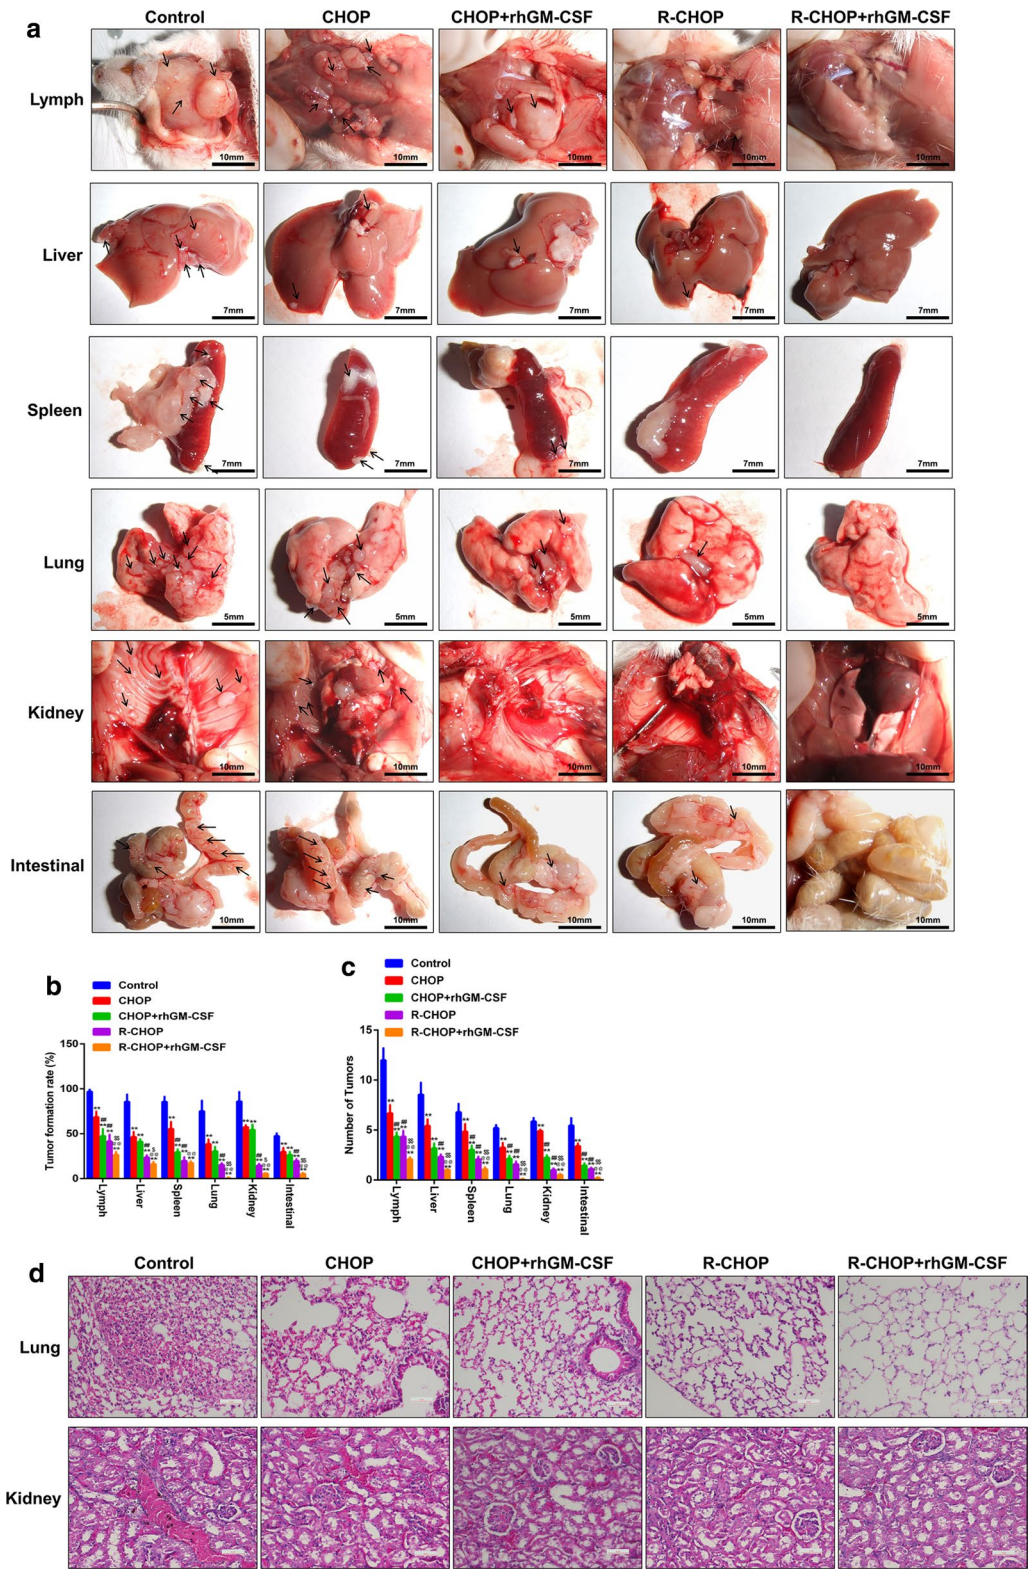 a
Control CHOP CHOP+rhGM-CSF R-CHOP R-CHOP+rhGM-CSF
Lymph
10mm 10mm 10mm 10mm 10mm
Liver
7mm 7mm 7mm 7mm 7mm
Spleen
7mm 7mm 7mm 7mm 7mm
Lung
5mm 5mm 5mm 5mm 5mm
Kidney
10mm 10mm 10mm 10mm 10mm
Intestinal
10mm 10mm 10mm 10mm 10mm
b
Control
CHOP
CHOP+rhGM-CSF
R-CHOP
R-CHOP+rhGM-CSF
Tumor formation rate (%)
150
100
50
0
Lymph Liver Spleen Lung Kidney Intestinal
c
Control
CHOP
CHOP+rhGM-CSF
R-CHOP
R-CHOP+rhGM-CSF
Number of Tumors
15
10
5
0
Lymph Liver Spleen Lung Kidney Intestinal
d
Control CHOP CHOP+rhGM-CSF R-CHOP R-CHOP+rhGM-CSF
Lung
Kidney